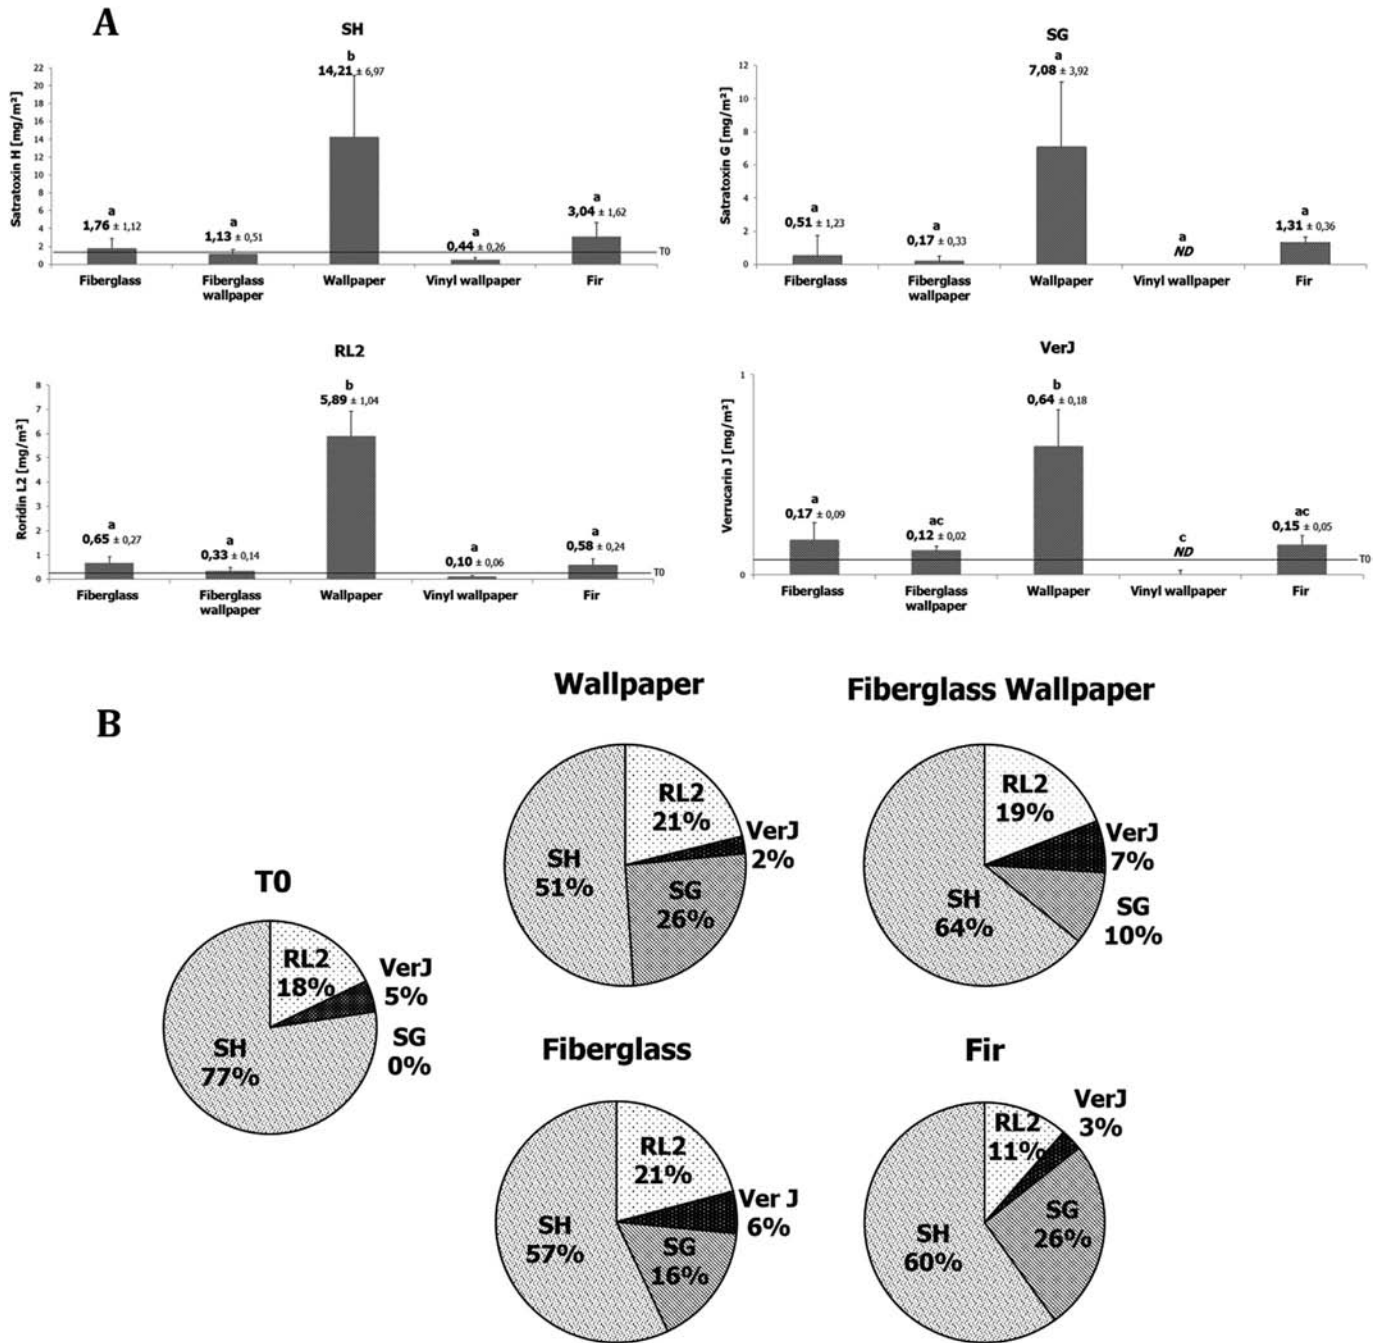 A
SH
Satratoxin H [mg/m²]
22
20
18
16
14
12
10
8
6
4
2
0
b
14,21 ± 6,97
a
1,76 ± 1,12
a
1,13 ± 0,51
a
0,44 ± 0,26
a
3,04 ± 1,62
T0
Fiberglass
Fiberglass wallpaper
Wallpaper
Vinyl wallpaper
Fir
SG
Satratoxin G [mg/m²]
12
10
8
6
4
2
0
a
7,08 ± 3,92
a
0,51 ± 1,23
a
0,17 ± 0,33
a
ND
a
1,31 ± 0,36
Fiberglass
Fiberglass wallpaper
Wallpaper
Vinyl wallpaper
Fir
RL2
Roridin L2 [mg/m²]
8
7
6
5
4
3
2
1
0
b
5,89 ± 1,04
a
0,65 ± 0,27
a
0,33 ± 0,14
a
0,10 ± 0,06
a
0,58 ± 0,24
T0
Fiberglass
Fiberglass wallpaper
Wallpaper
Vinyl wallpaper
Fir
VerJ
Verrucarin J [mg/m²]
1
0
b
0,64 ± 0,18
a
0,17 ± 0,09
ac
0,12 ± 0,02
c
ND
ac
0,15 ± 0,05
T0
Fiberglass
Fiberglass wallpaper
Wallpaper
Vinyl wallpaper
Fir
B
T0
RL2
18%
VerJ
5%
SG
0%
SH
77%
Wallpaper
RL2
21%
VerJ
2%
SG
26%
SH
51%
Fiberglass Wallpaper
RL2
19%
VerJ
7%
SG
10%
SH
64%
Fiberglass
RL2
21%
Ver J
6%
SG
16%
SH
57%
Fir
RL2
11%
VerJ
3%
SG
26%
SH
60%